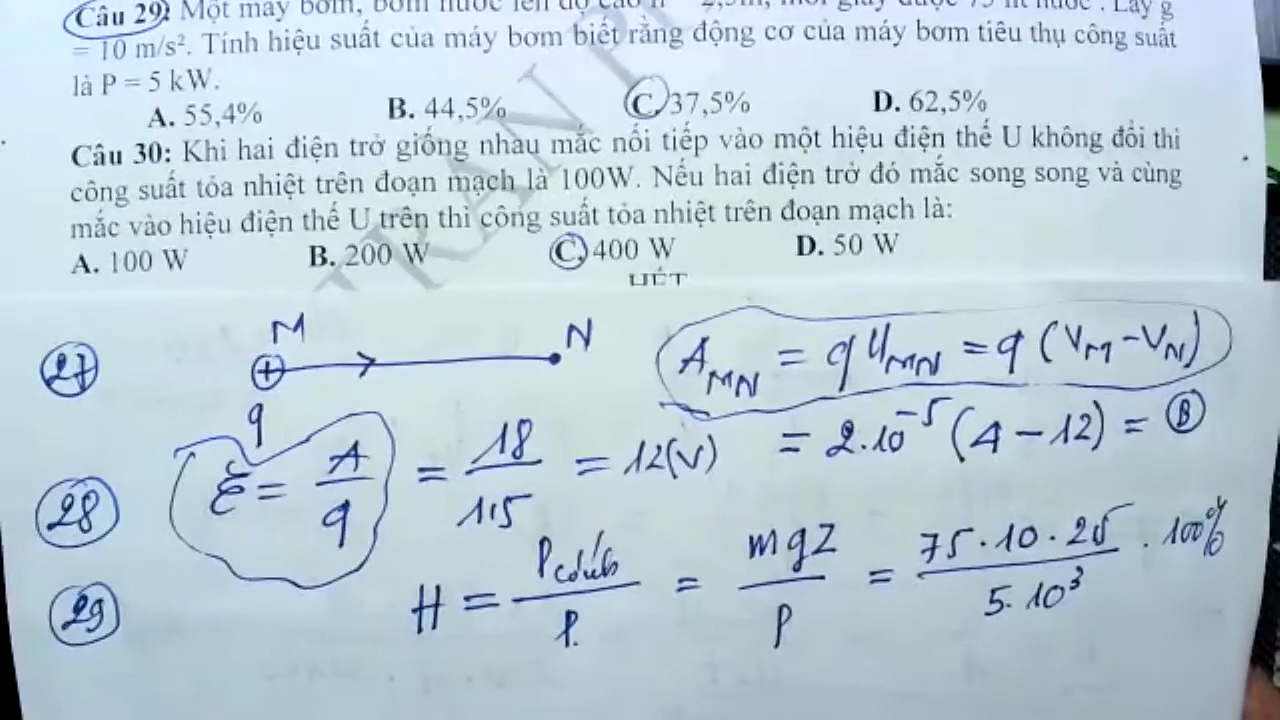 Câu 29: Một máy bơm, bơm nước lên độ cao h = 2,5m, mỗi giây được 75 lít nước . Lấy g
= 10 m/s². Tính hiệu suất của máy bơm biết rằng động cơ của máy bơm tiêu thụ công suất
là P = 5 kW.
A. 55,4% B. 44,5% C. 37,5% D. 62,5%
Câu 30: Khi hai điện trở giống nhau mắc nối tiếp vào một hiệu điện thế U không đổi thì
công suất tỏa nhiệt trên đoạn mạch là 100W. Nếu hai điện trở đó mắc song song và cùng
mắc vào hiệu điện thế U trên thì công suất tỏa nhiệt trên đoạn mạch là:
A. 100 W B. 200 W C. 400 W D. 50 W
TRAN
27 M N A_MN = q U_MN = q (V_M - V_N)
+ q
= 2.10⁻⁵ (4 - 12) = B
28 ℰ = A/q = 18/1,5 = 12(V)
29 H = P_có ích/P = mgz/P = 75.10.25/5.10³ . 100%